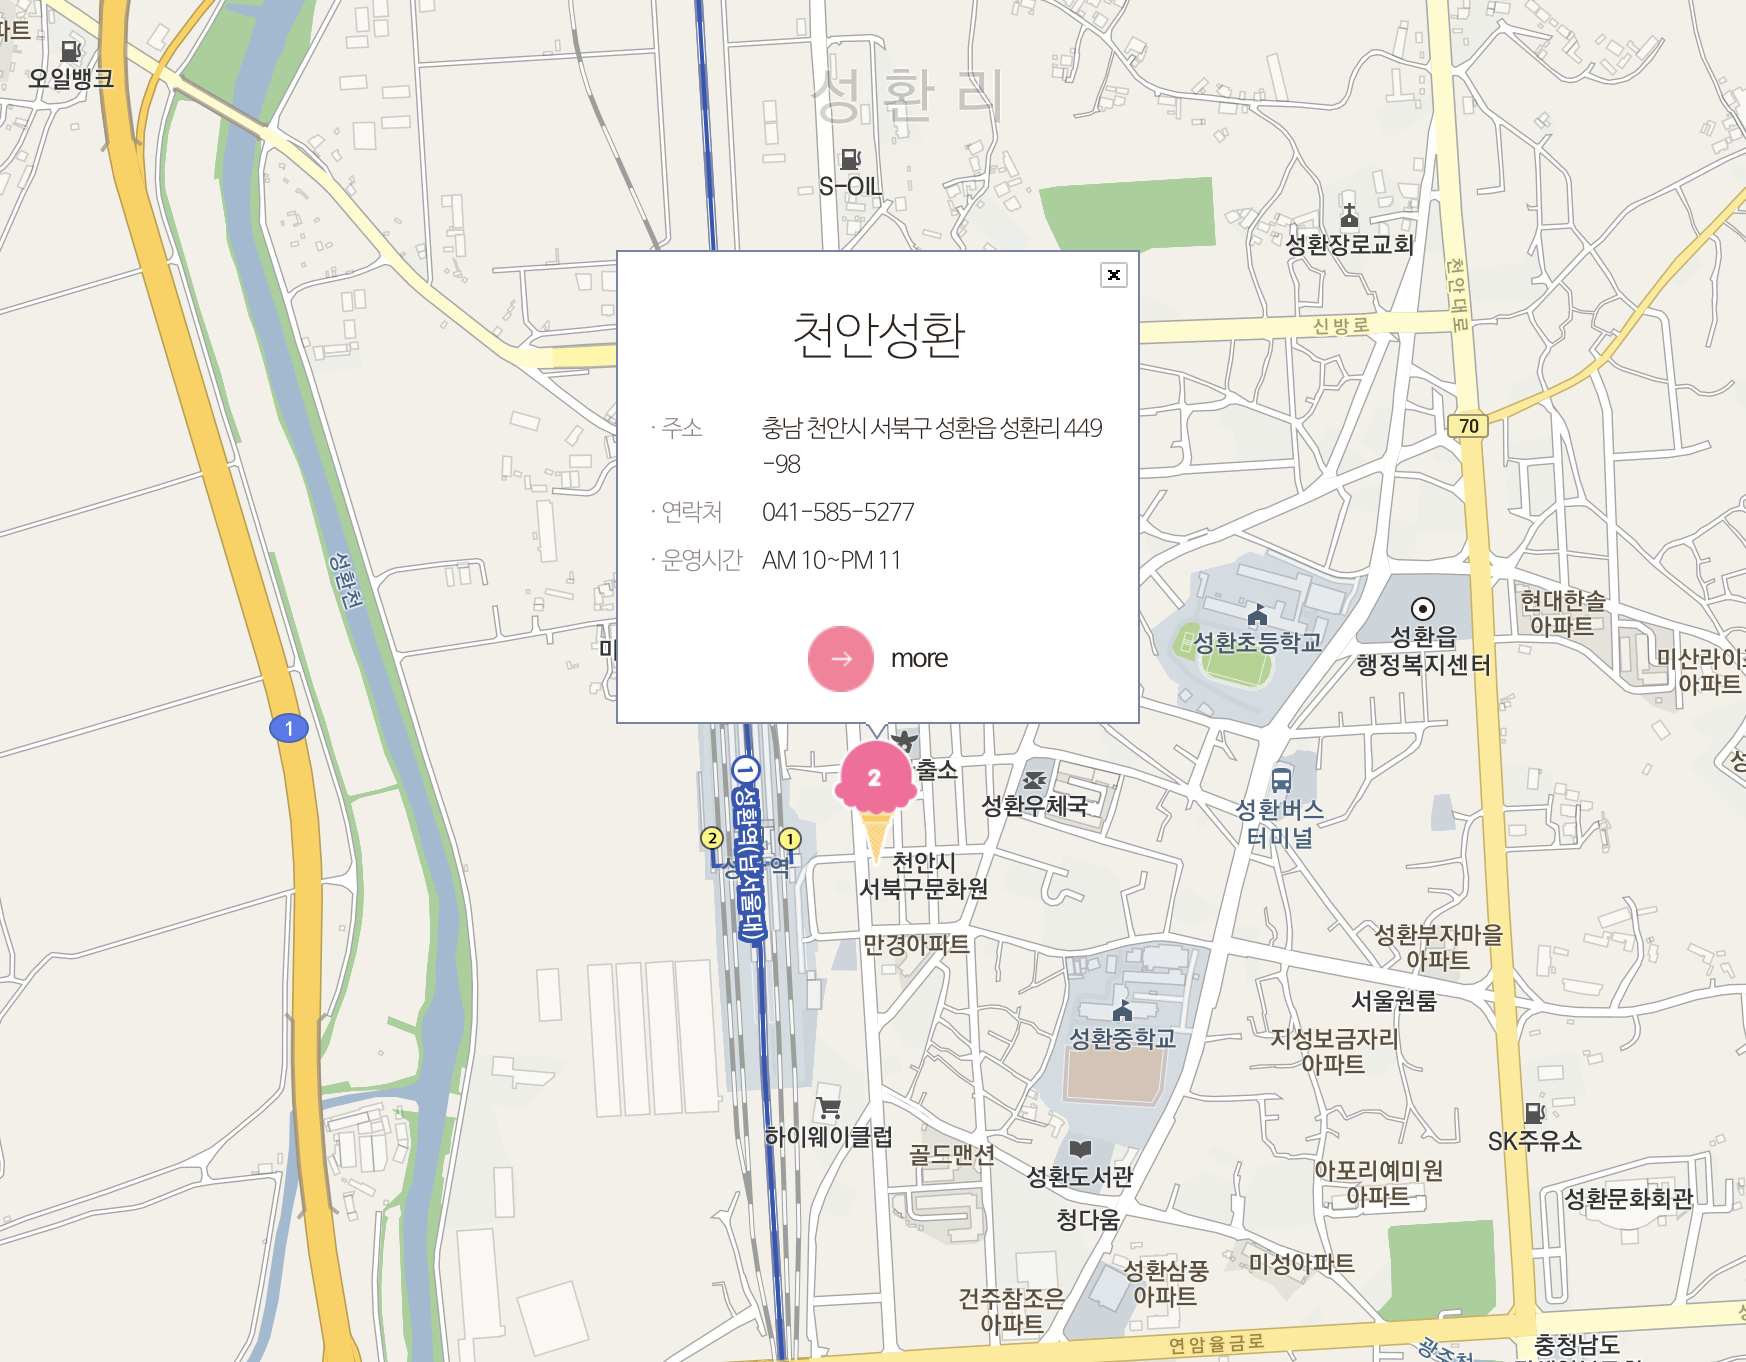 오일뱅크
성환리
S-OIL
성환장로교회
천안대로
신방로
70
천안성환
· 주소
충남 천안시 서북구 성환읍 성환리 449
-98
· 연락처
041-585-5277
· 운영시간
AM 10~PM 11
more
성환천
성환초등학교
성환읍
행정복지센터
현대한솔
아파트
아파트
1
1
2
2
1
성환역(남서울대)
출소
성환우체국
성환버스
터미널
천안시
서북구문화원
만경아파트
성환부자마을
아파트
서울원룸
성환중학교
지성보금자리
아파트
하이웨이클럽
골드맨션
성환도서관
청다움
SK주유소
아포리예미원
아파트
성환문화회관
미성아파트
성환삼풍
아파트
건주참조은
아파트
연암율금로
충청남도